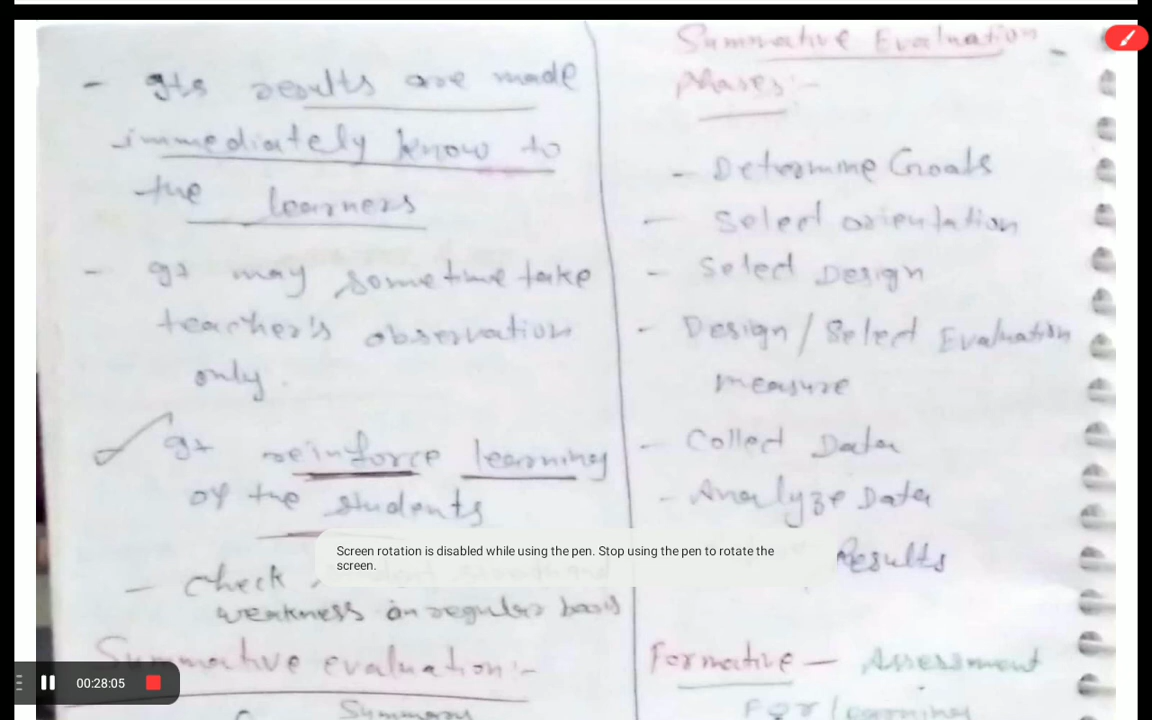 - Its results are made
immediately know to
the learners
- It may sometime take
teacher's observation
only.
It reinforce learning
of the students
- Check
weakness on regular basis
Summative evaluation :-
Summary
Summative Evaluation -
Phases :-
- Determine Goals
- Select orientation
- Select Design
- Design / Select Evaluation
measure
- Collect Data
- Analyze Data
Results
Formative - Assessment
For learning
Screen rotation is disabled while using the pen. Stop using the pen to rotate the
screen.
00:28:05